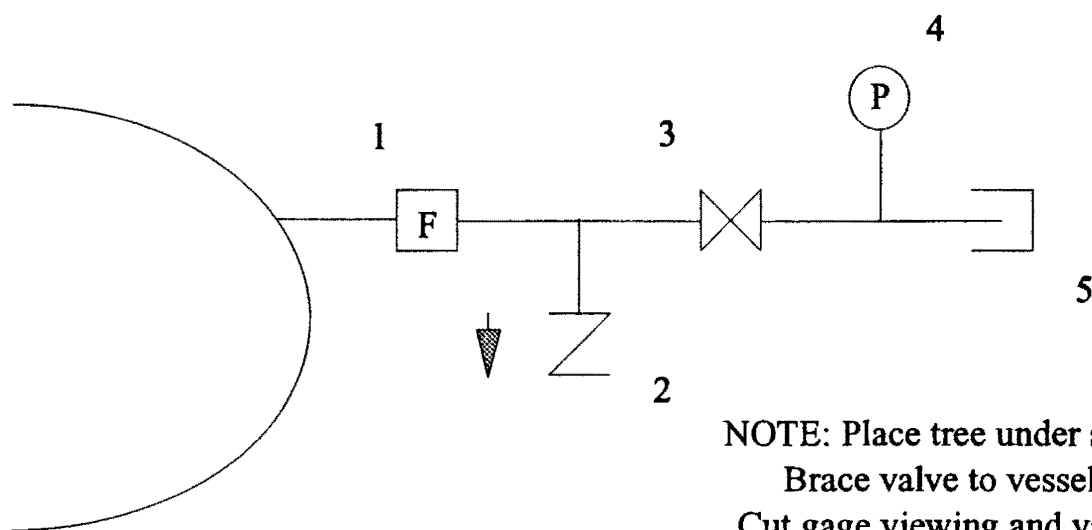 4
P
1
3
F
5
2
NOTE: Place tree under
Brace valve to vessel
Cut gage viewing and